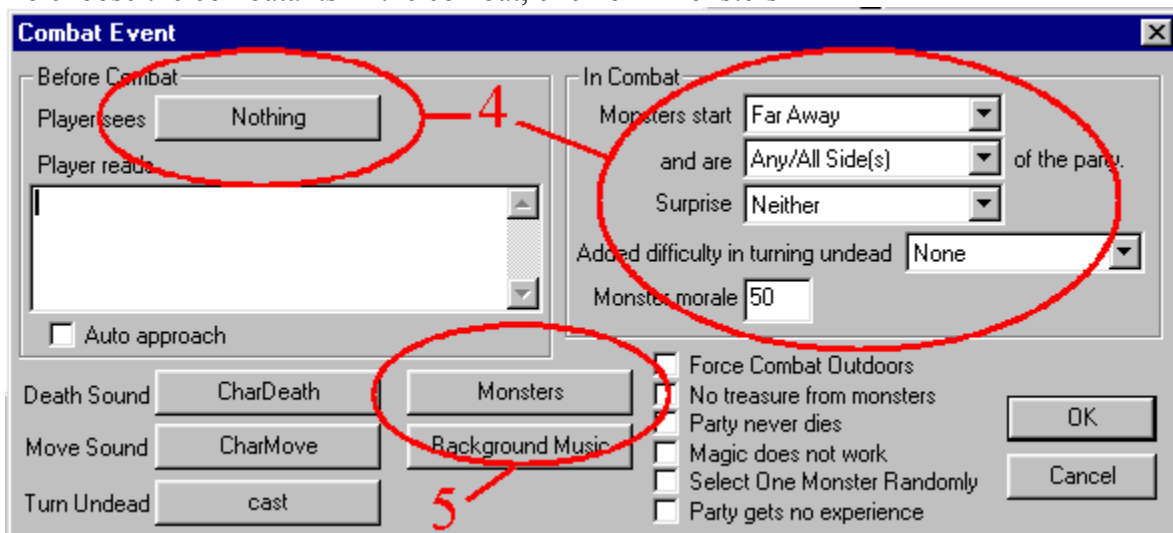 Combat Event
Before Combat
Player sees Nothing
Player reads
Auto approach
4
In Combat
Monsters start Far Away
and are Any/All Side(s) of the party.
Surprise Neither
Added difficulty in turning undead None
Monster morale 50
Death Sound CharDeath
Move Sound CharMove
Turn Undead cast
Monsters
Background Music
5
Force Combat Outdoors
No treasure from monsters
Party never dies
Magic does not work
Select One Monster Randomly
Party gets no experience
OK
Cancel